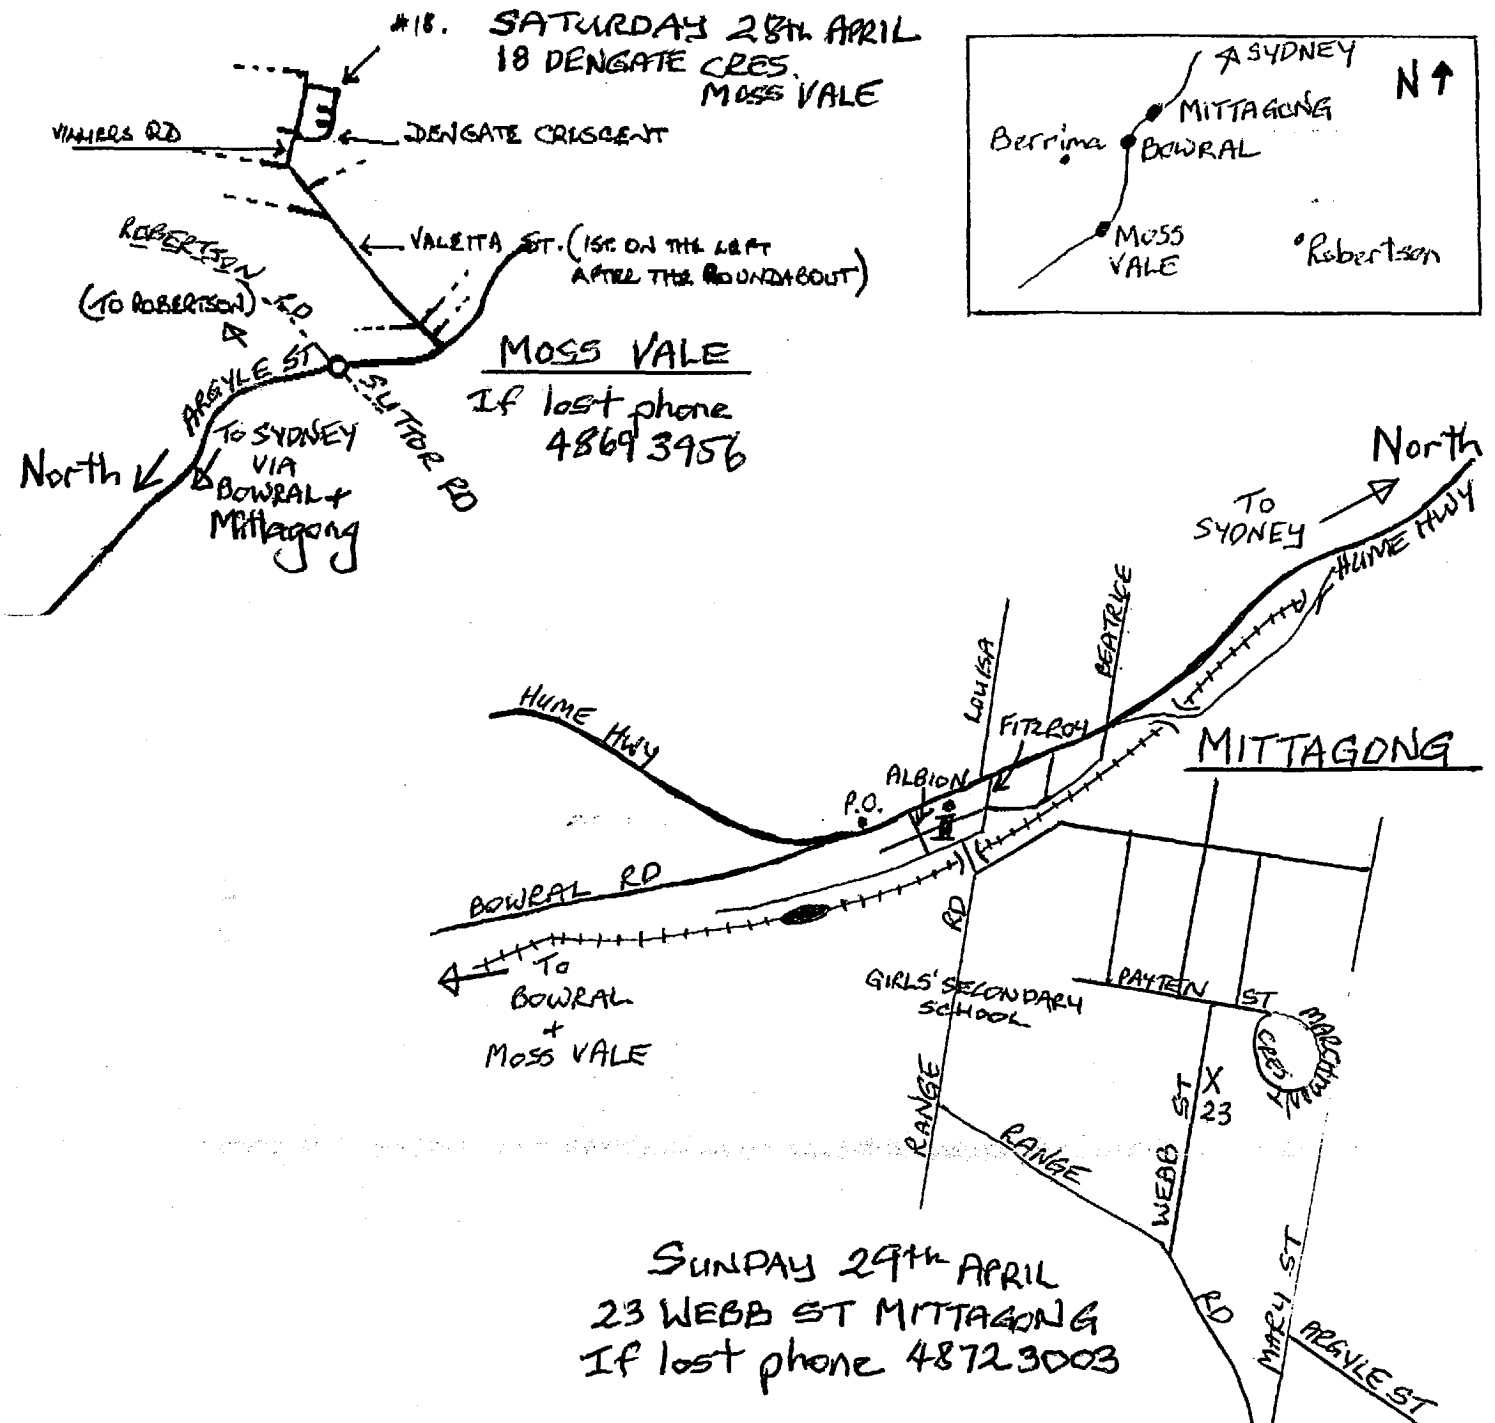 #18. SATURDAY 28th APRIL
18 DENGATE CRES.
MOSS VALE
VILLIERS RD
DENGATE CRESCENT
VALETTA ST. (1ST. ON THE LEFT
AFTER THE ROUNDABOUT)
ROBERTSON RD
(TO ROBERTSON)
ARGYLE ST
SUTTOR RD
MOSS VALE
If lost phone
48693956
North
TO SYDNEY
VIA
BOWRAL +
Mittagong
SYDNEY
N
MITTAGONG
Berrima
BOWRAL
MOSS
VALE
Robertson
North
TO
SYDNEY
HUME HWY
BEATRICE
LOUISA
FITZROY
HUME HWY
ALBION
P.O.
MITTAGONG
BOWRAL RD
TO
BOWRAL
+
MOSS VALE
RD
GIRLS' SECONDARY
SCHOOL
PAYTEN ST
MARCHMONT
CRES
X
23
WEBB ST
RANGE
RANGE
RD
MARY ST
ARGYLE ST
SUNDAY 29th APRIL
23 WEBB ST MITTAGONG
If lost phone 48723003